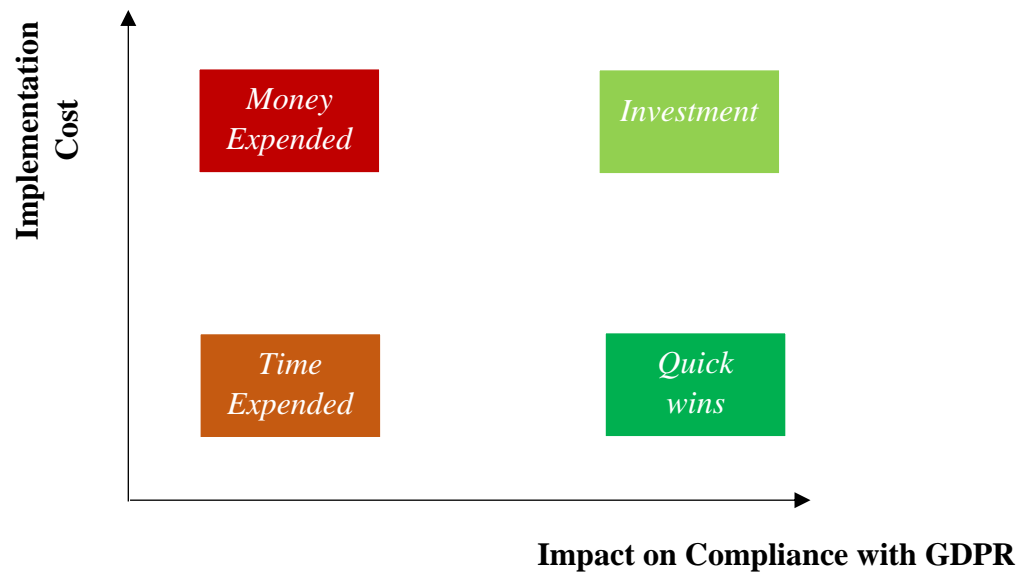 Implementation
Cost
Money
Expended
Investment
Time
Expended
Quick
wins
Impact on Compliance with GDPR